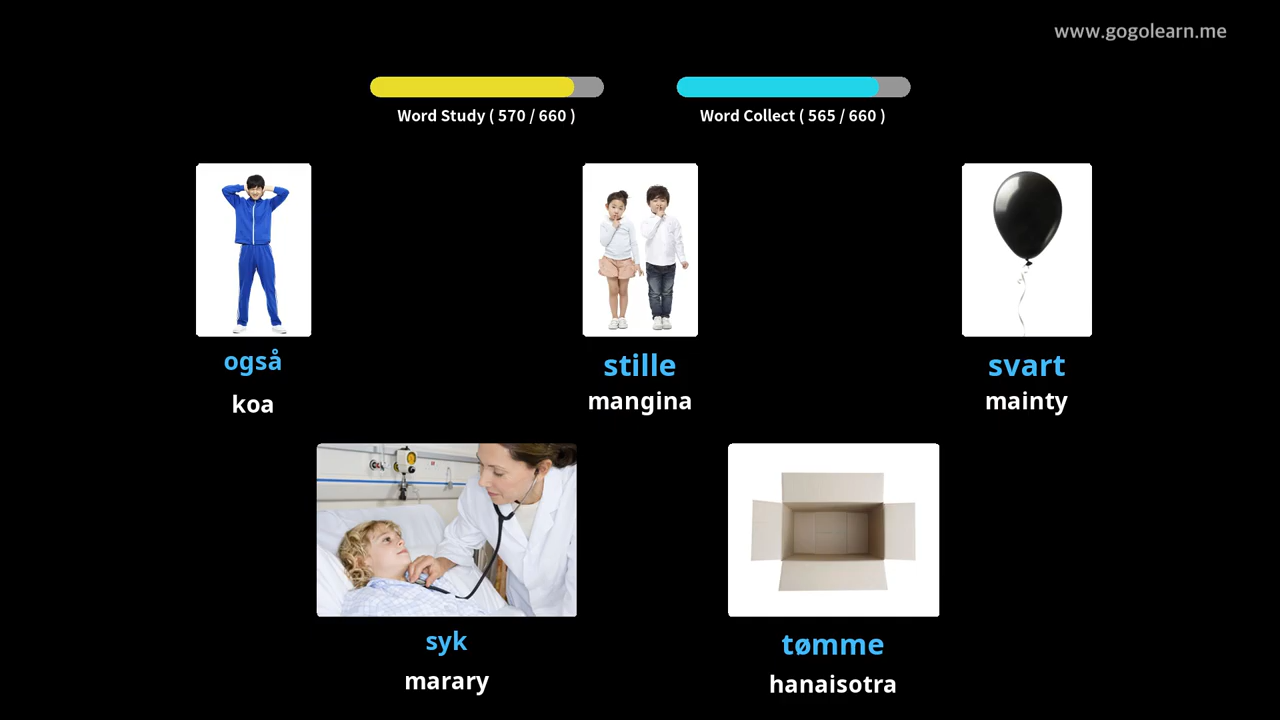 www.gogolearn.me
Word Study ( 570 / 660 )
Word Collect ( 565 / 660 )
også
koa
stille
mangina
svart
mainty
syk
marary
tømme
hanaisotra